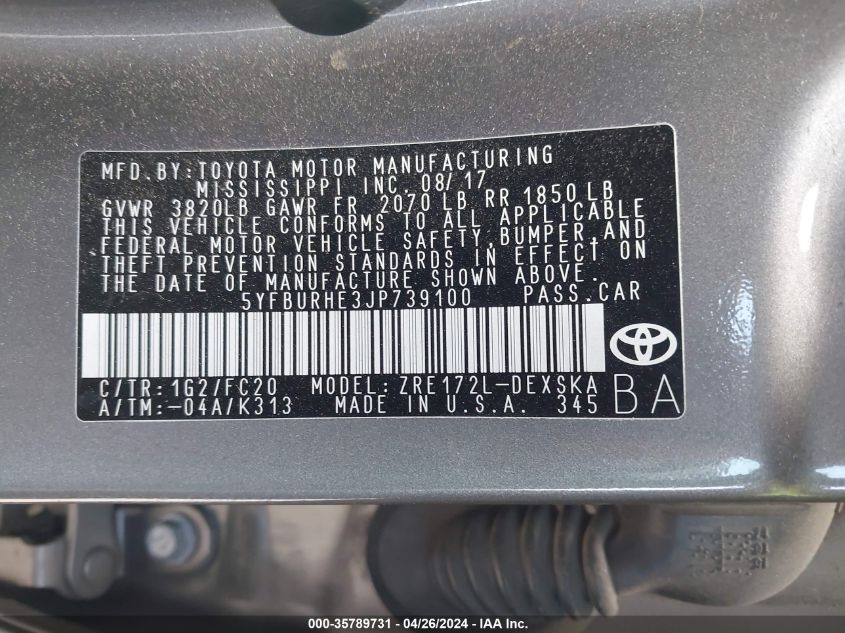 MFD.BY:TOYOTA MOTOR MANUFACTURING
MISSISSIPPI INC. 08/17
GVWR 3820LB GAWR FR 2070 LB RR 1850 LB
THIS VEHICLE CONFORMS TO ALL APPLICABLE
FEDERAL MOTOR VEHICLE SAFETY,BUMPER,AND
THEFT PREVENTION STANDARDS IN EFFECT ON
THE DATE OF MANUFACTURE SHOWN ABOVE.
5YFBURHE3JP739100 PASS.CAR
C/TR:1G2/FC20 MODEL:ZRE172L-DEXSKA
A/TM:-04A/K313 MADE IN U.S.A. 345 BA
000-35789731 - 04/26/2024 - IAA, Inc.